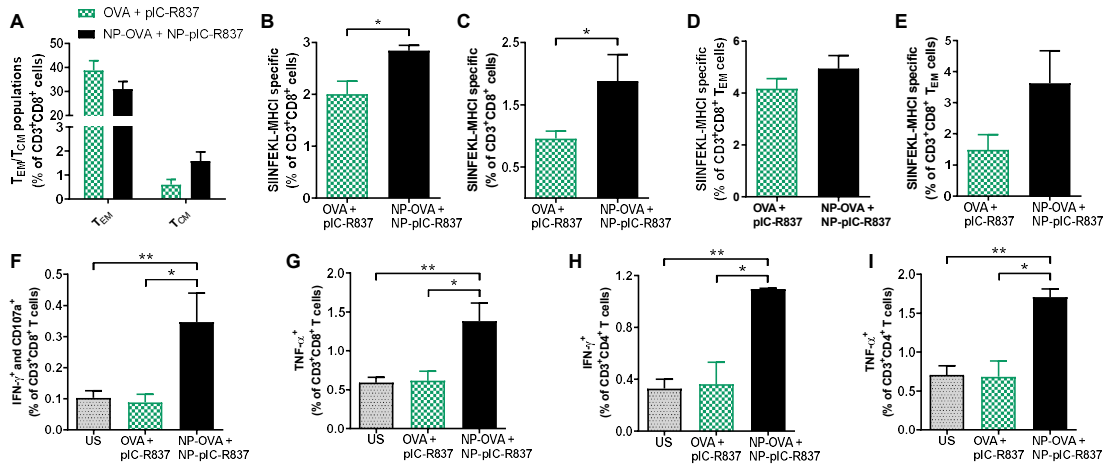 OVA + pIC-R837
NP-OVA + NP-pIC-R837
A
T_EM/T_CM populations
(% of CD3⁺CD8⁺ cells)
50
40
30
20
2
1
0
T_EM
T_CM
B
SIINFEKL-MHCI specific
(% of CD3⁺CD8⁺ cells)
3
2
1
0
*
OVA +
pIC-R837
NP-OVA +
NP-pIC-R837
C
SIINFEKL-MHCI specific
(% of CD3⁺CD8⁺ cells)
2.5
1.5
0.5
*
OVA +
pIC-R837
NP-OVA +
NP-pIC-R837
D
SIINFEKL-MHCI specific
(% of CD3⁺CD8⁺ T_EM cells)
6
4
2
0
OVA +
pIC-R837
NP-OVA +
NP-pIC-R837
E
SIINFEKL-MHCI specific
(% of CD3⁺CD8⁺ T_EM cells)
5
4
3
2
1
0
OVA +
pIC-R837
NP-OVA +
NP-pIC-R837
F
IFN-γ⁺ and CD107a⁺
(% of CD3⁺CD8⁺ T cells)
0.5
0.4
0.3
0.2
0.1
0.0
**
*
US
OVA +
pIC-R837
NP-OVA +
NP-pIC-R837
G
TNF-α⁺
(% of CD3⁺CD8⁺ T cells)
2.0
1.5
1.0
0.5
0.0
**
*
US
OVA +
pIC-R837
NP-OVA +
NP-pIC-R837
H
IFN-γ⁺
(% of CD3⁺CD4⁺ T cells)
1.2
0.8
0.4
0.0
**
*
US
OVA +
pIC-R837
NP-OVA +
NP-pIC-R837
I
TNF-α⁺
(% of CD3⁺CD4⁺ T cells)
2.0
1.5
1.0
0.5
0.0
**
*
US
OVA +
pIC-R837
NP-OVA +
NP-pIC-R837